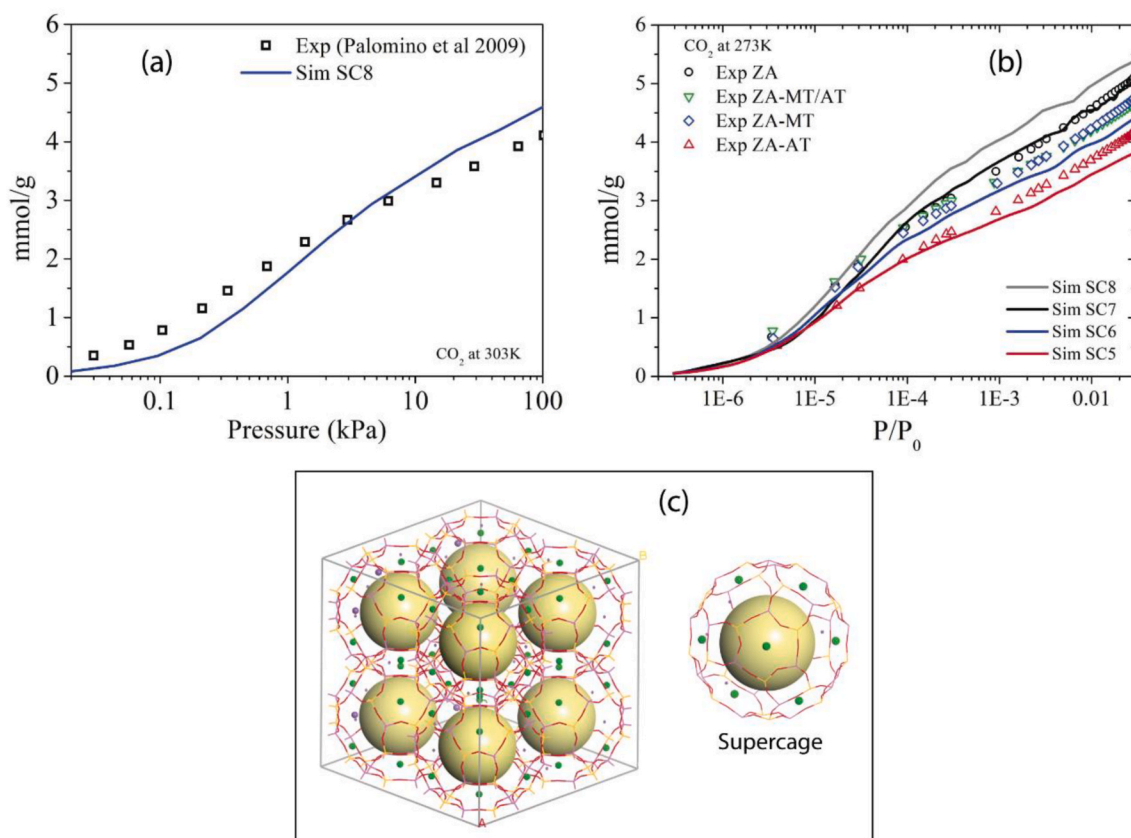 (a)
Exp (Palomino et al 2009)
Sim SC8
6
5
4
3
2
1
0
mmol/g
CO2 at 303K
0.1
1
10
100
Pressure (kPa)
(b)
CO2 at 273K
Exp ZA
Exp ZA-MT/AT
Exp ZA-MT
Exp ZA-AT
6
5
4
3
2
1
0
mmol/g
Sim SC8
Sim SC7
Sim SC6
Sim SC5
1E-6
1E-5
1E-4
1E-3
0.01
P/P0
(c)
B
A
Supercage